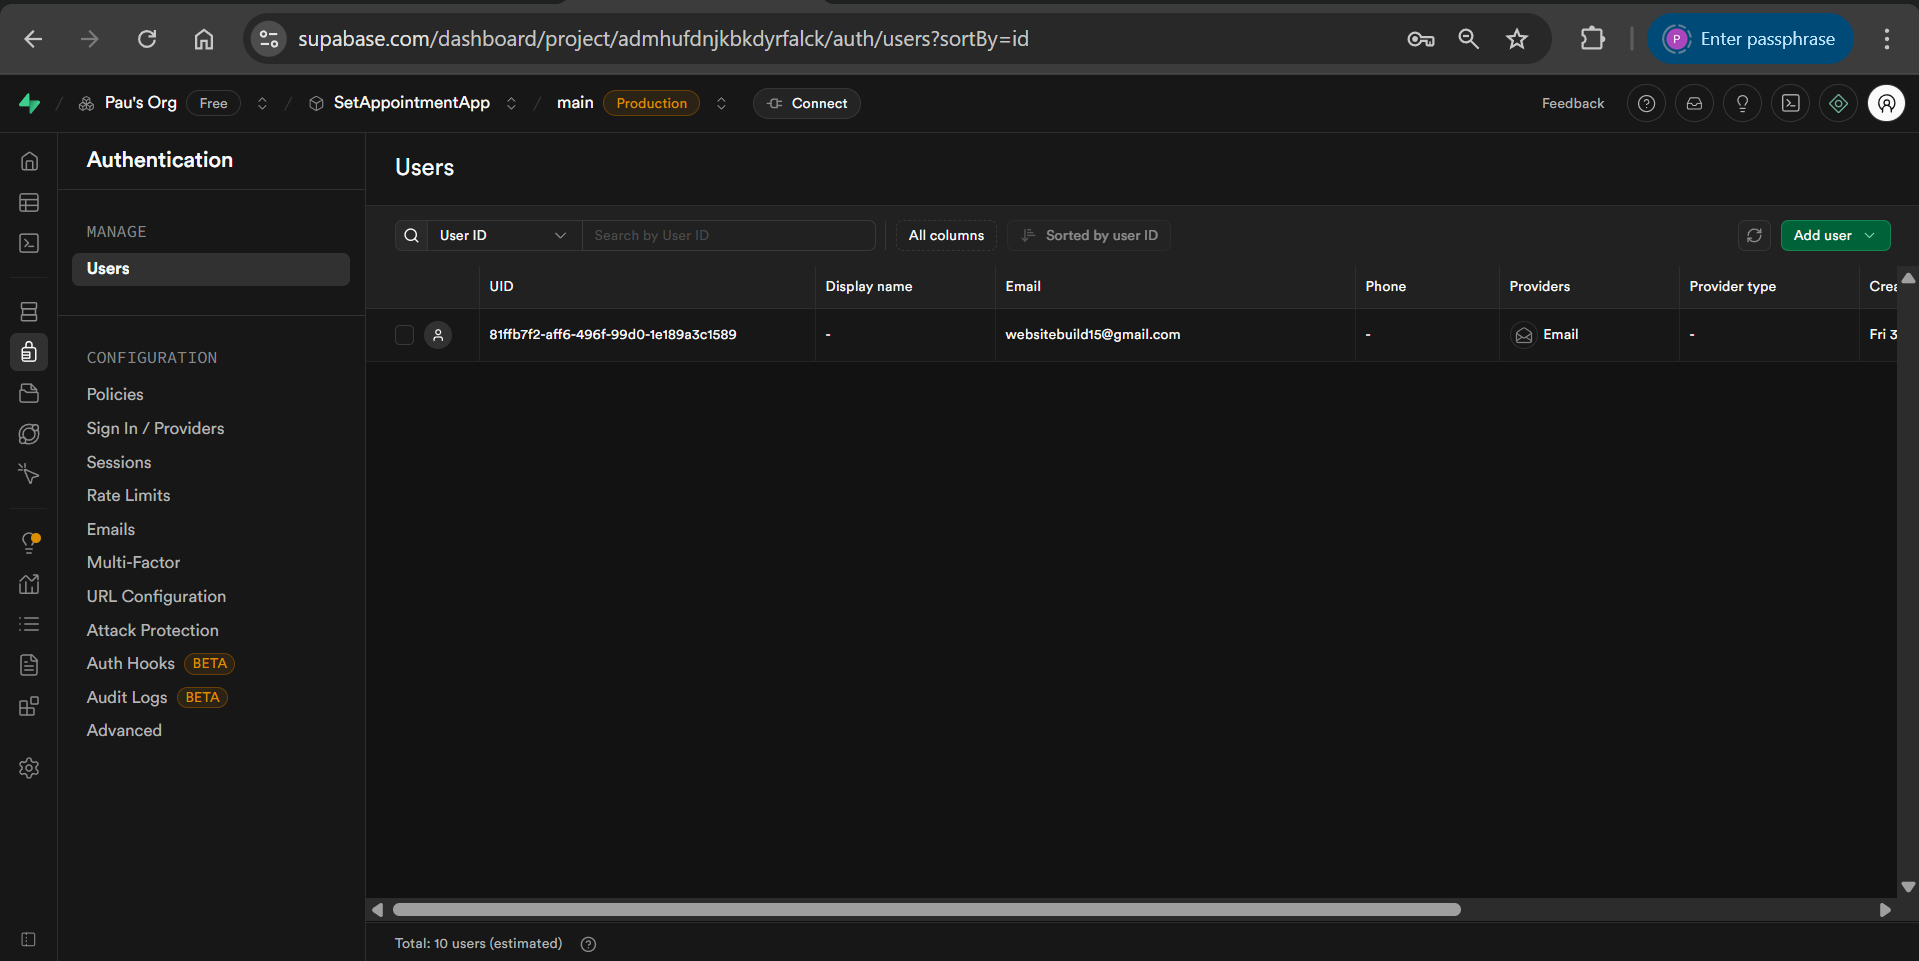 supabase.com/dashboard/project/admhufdnjkbkdyrfalck/auth/users?sortBy=id
P Enter passphrase
Pau's Org Free SetAppointmentApp main Production Connect Feedback
Authentication
MANAGE
Users
CONFIGURATION
Policies
Sign In / Providers
Sessions
Rate Limits
Emails
Multi-Factor
URL Configuration
Attack Protection
Auth Hooks BETA
Audit Logs BETA
Advanced
Users
User ID Search by User ID All columns Sorted by user ID Add user
UID Display name Email Phone Providers Provider type Crea
81ffb7f2-aff6-496f-99d0-1e189a3c1589 - websitebuild15@gmail.com - Email - Fri 3
Total: 10 users (estimated)